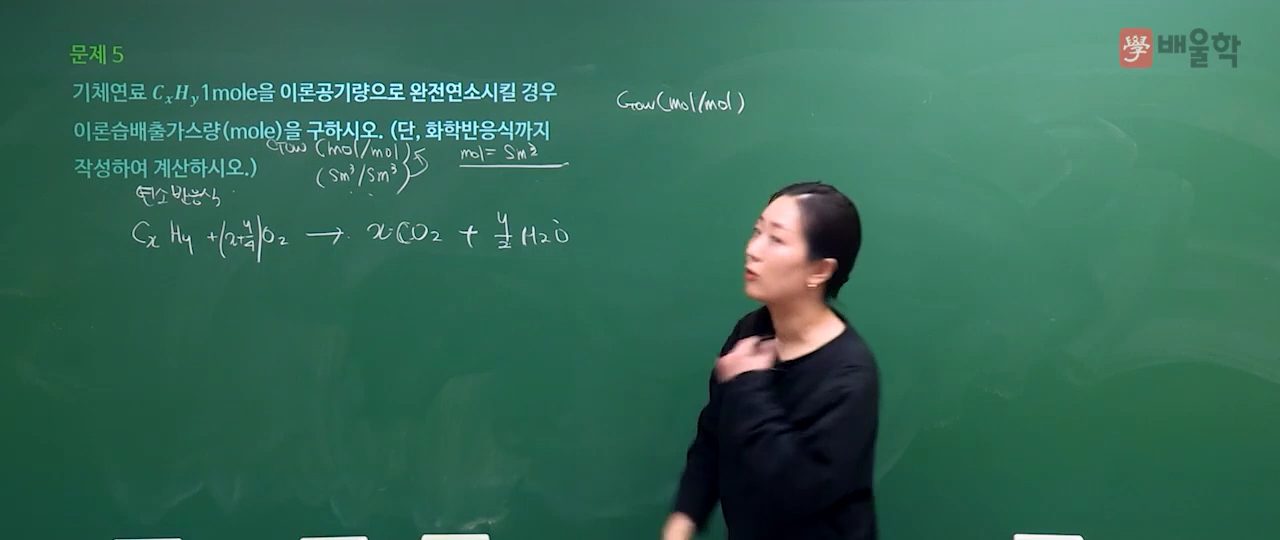 문제 5
學 배울학
기체연료 CₓHᵧ 1mole을 이론공기량으로 완전연소시킬 경우
이론습배출가스량(mole)을 구하시오. (단, 화학반응식까지
작성하여 계산하시오.)
Gow (mol/mol)
(Sm³/Sm³)
mol = Sm³
Gow (mol/mol)
연소반응식
CₓHᵧ + (x+y/4)O₂ → x·CO₂ + y/2 H₂O